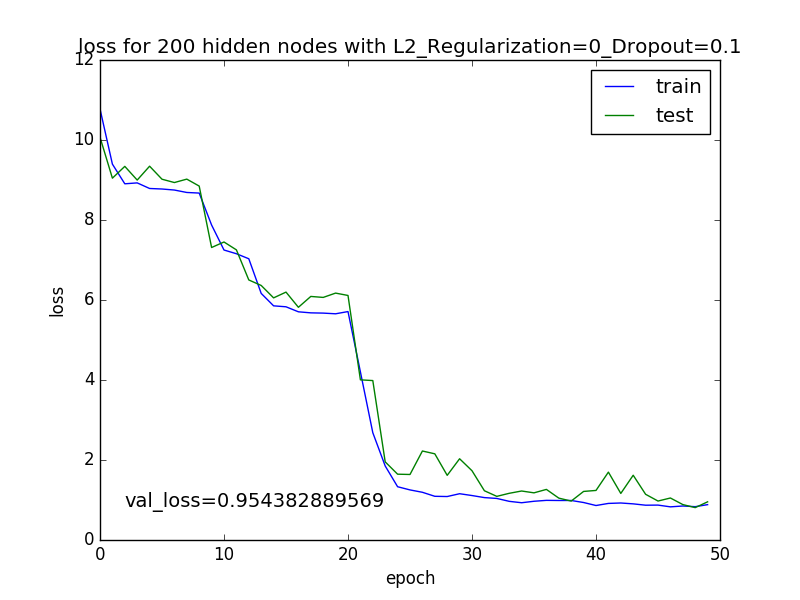 loss for 200 hidden nodes with L2_Regularization=0_Dropout=0.1
12
10
8
6
4
2
0
loss
train
test
val_loss=0.954382889569
0 10 20 30 40 50
epoch